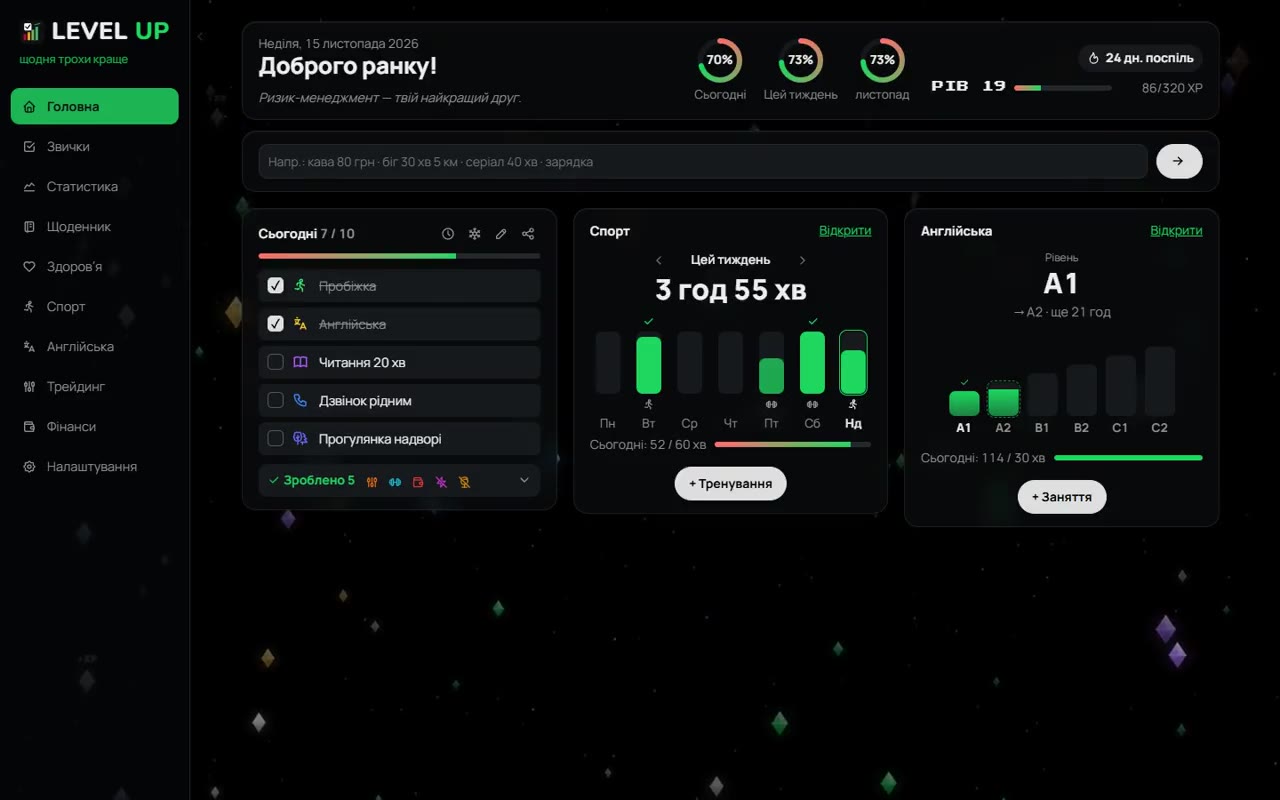 LEVEL UP
щодня трохи краще
Головна
Звички
Статистика
Щоденник
Здоров'я
Спорт
Англійська
Трейдинг
Фінанси
Налаштування
Неділя, 15 листопада 2026
Доброго ранку!
Ризик-менеджмент — твій найкращий друг.
70%
Сьогодні
73%
Цей тиждень
73%
листопад
РІВ 19
24 дн. поспіль
86/320 XP
Напр.: кава 80 грн · біг 30 хв 5 км · серіал 40 хв · зарядка
Сьогодні 7 / 10
Пробіжка
Англійська
Читання 20 хв
Дзвінок рідним
Прогулянка надворі
Зроблено 5
Спорт
Відкрити
Цей тиждень
3 год 55 хв
Пн Вт Ср Чт Пт Сб Нд
Сьогодні: 52 / 60 хв
+ Тренування
Англійська
Відкрити
Рівень
A1
→ A2 · ще 21 год
A1 A2 B1 B2 C1 C2
Сьогодні: 114 / 30 хв
+ Заняття